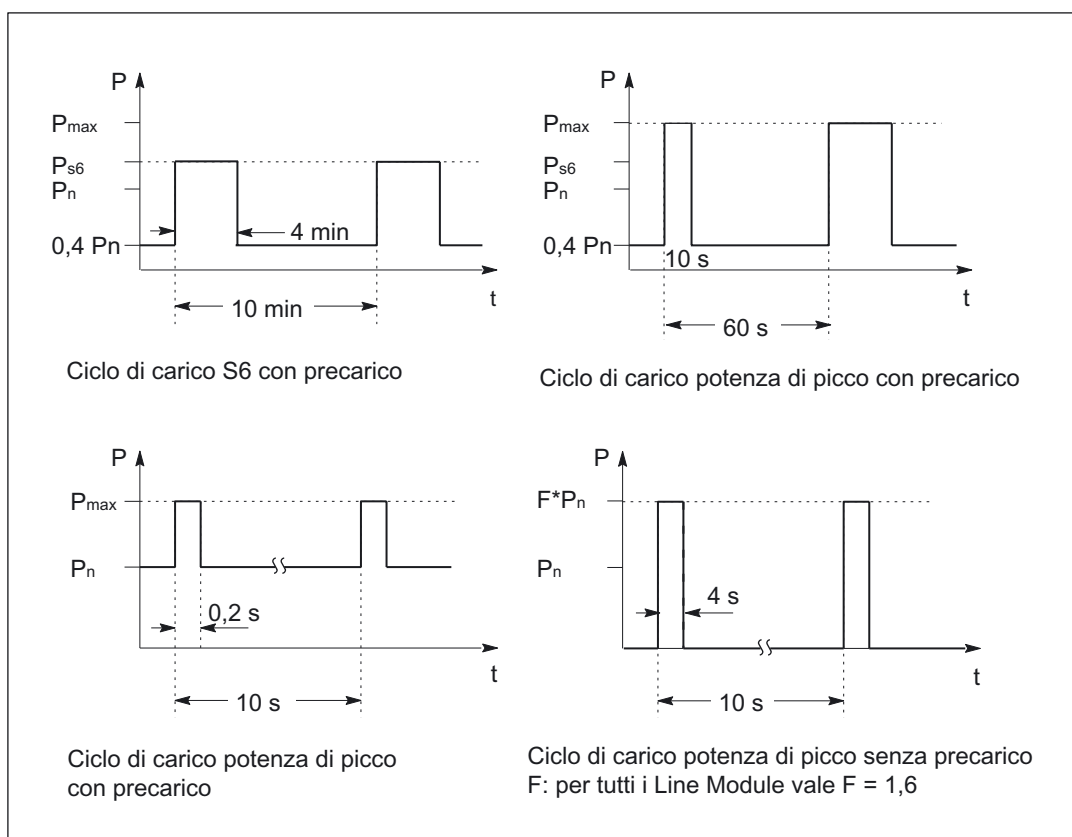 P
Pmax
Ps6
Pn
0,4 Pn
4 min
t
10 min
Ciclo di carico S6 con precarico
P
Pmax
Ps6
Pn
0,4 Pn
10 s
t
60 s
Ciclo di carico potenza di picco con precarico
P
Pmax
Pn
0,2 s
t
10 s
Ciclo di carico potenza di picco
con precarico
P
F*Pn
Pn
4 s
t
10 s
Ciclo di carico potenza di picco senza precarico
F: per tutti i Line Module vale F = 1,6